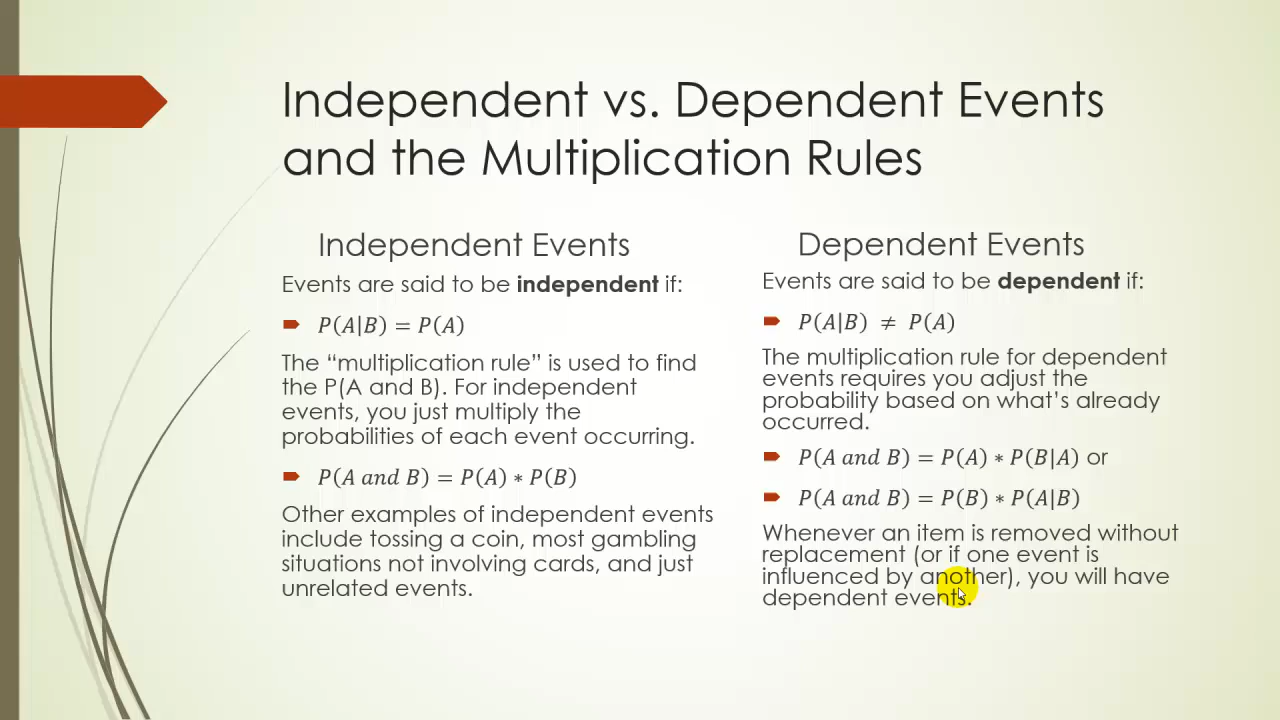 Independent vs. Dependent Events
and the Multiplication Rules
Independent Events
Events are said to be independent if:
P(A|B) = P(A)
The “multiplication rule” is used to find
the P(A and B). For independent
events, you just multiply the
probabilities of each event occurring.
P(A and B) = P(A) ∗ P(B)
Other examples of independent events
include tossing a coin, most gambling
situations not involving cards, and just
unrelated events.
Dependent Events
Events are said to be dependent if:
P(A|B) ≠ P(A)
The multiplication rule for dependent
events requires you adjust the
probability based on what’s already
occurred.
P(A and B) = P(A) ∗ P(B|A) or
P(A and B) = P(B) ∗ P(A|B)
Whenever an item is removed without
replacement (or if one event is
influenced by another), you will have
dependent events.